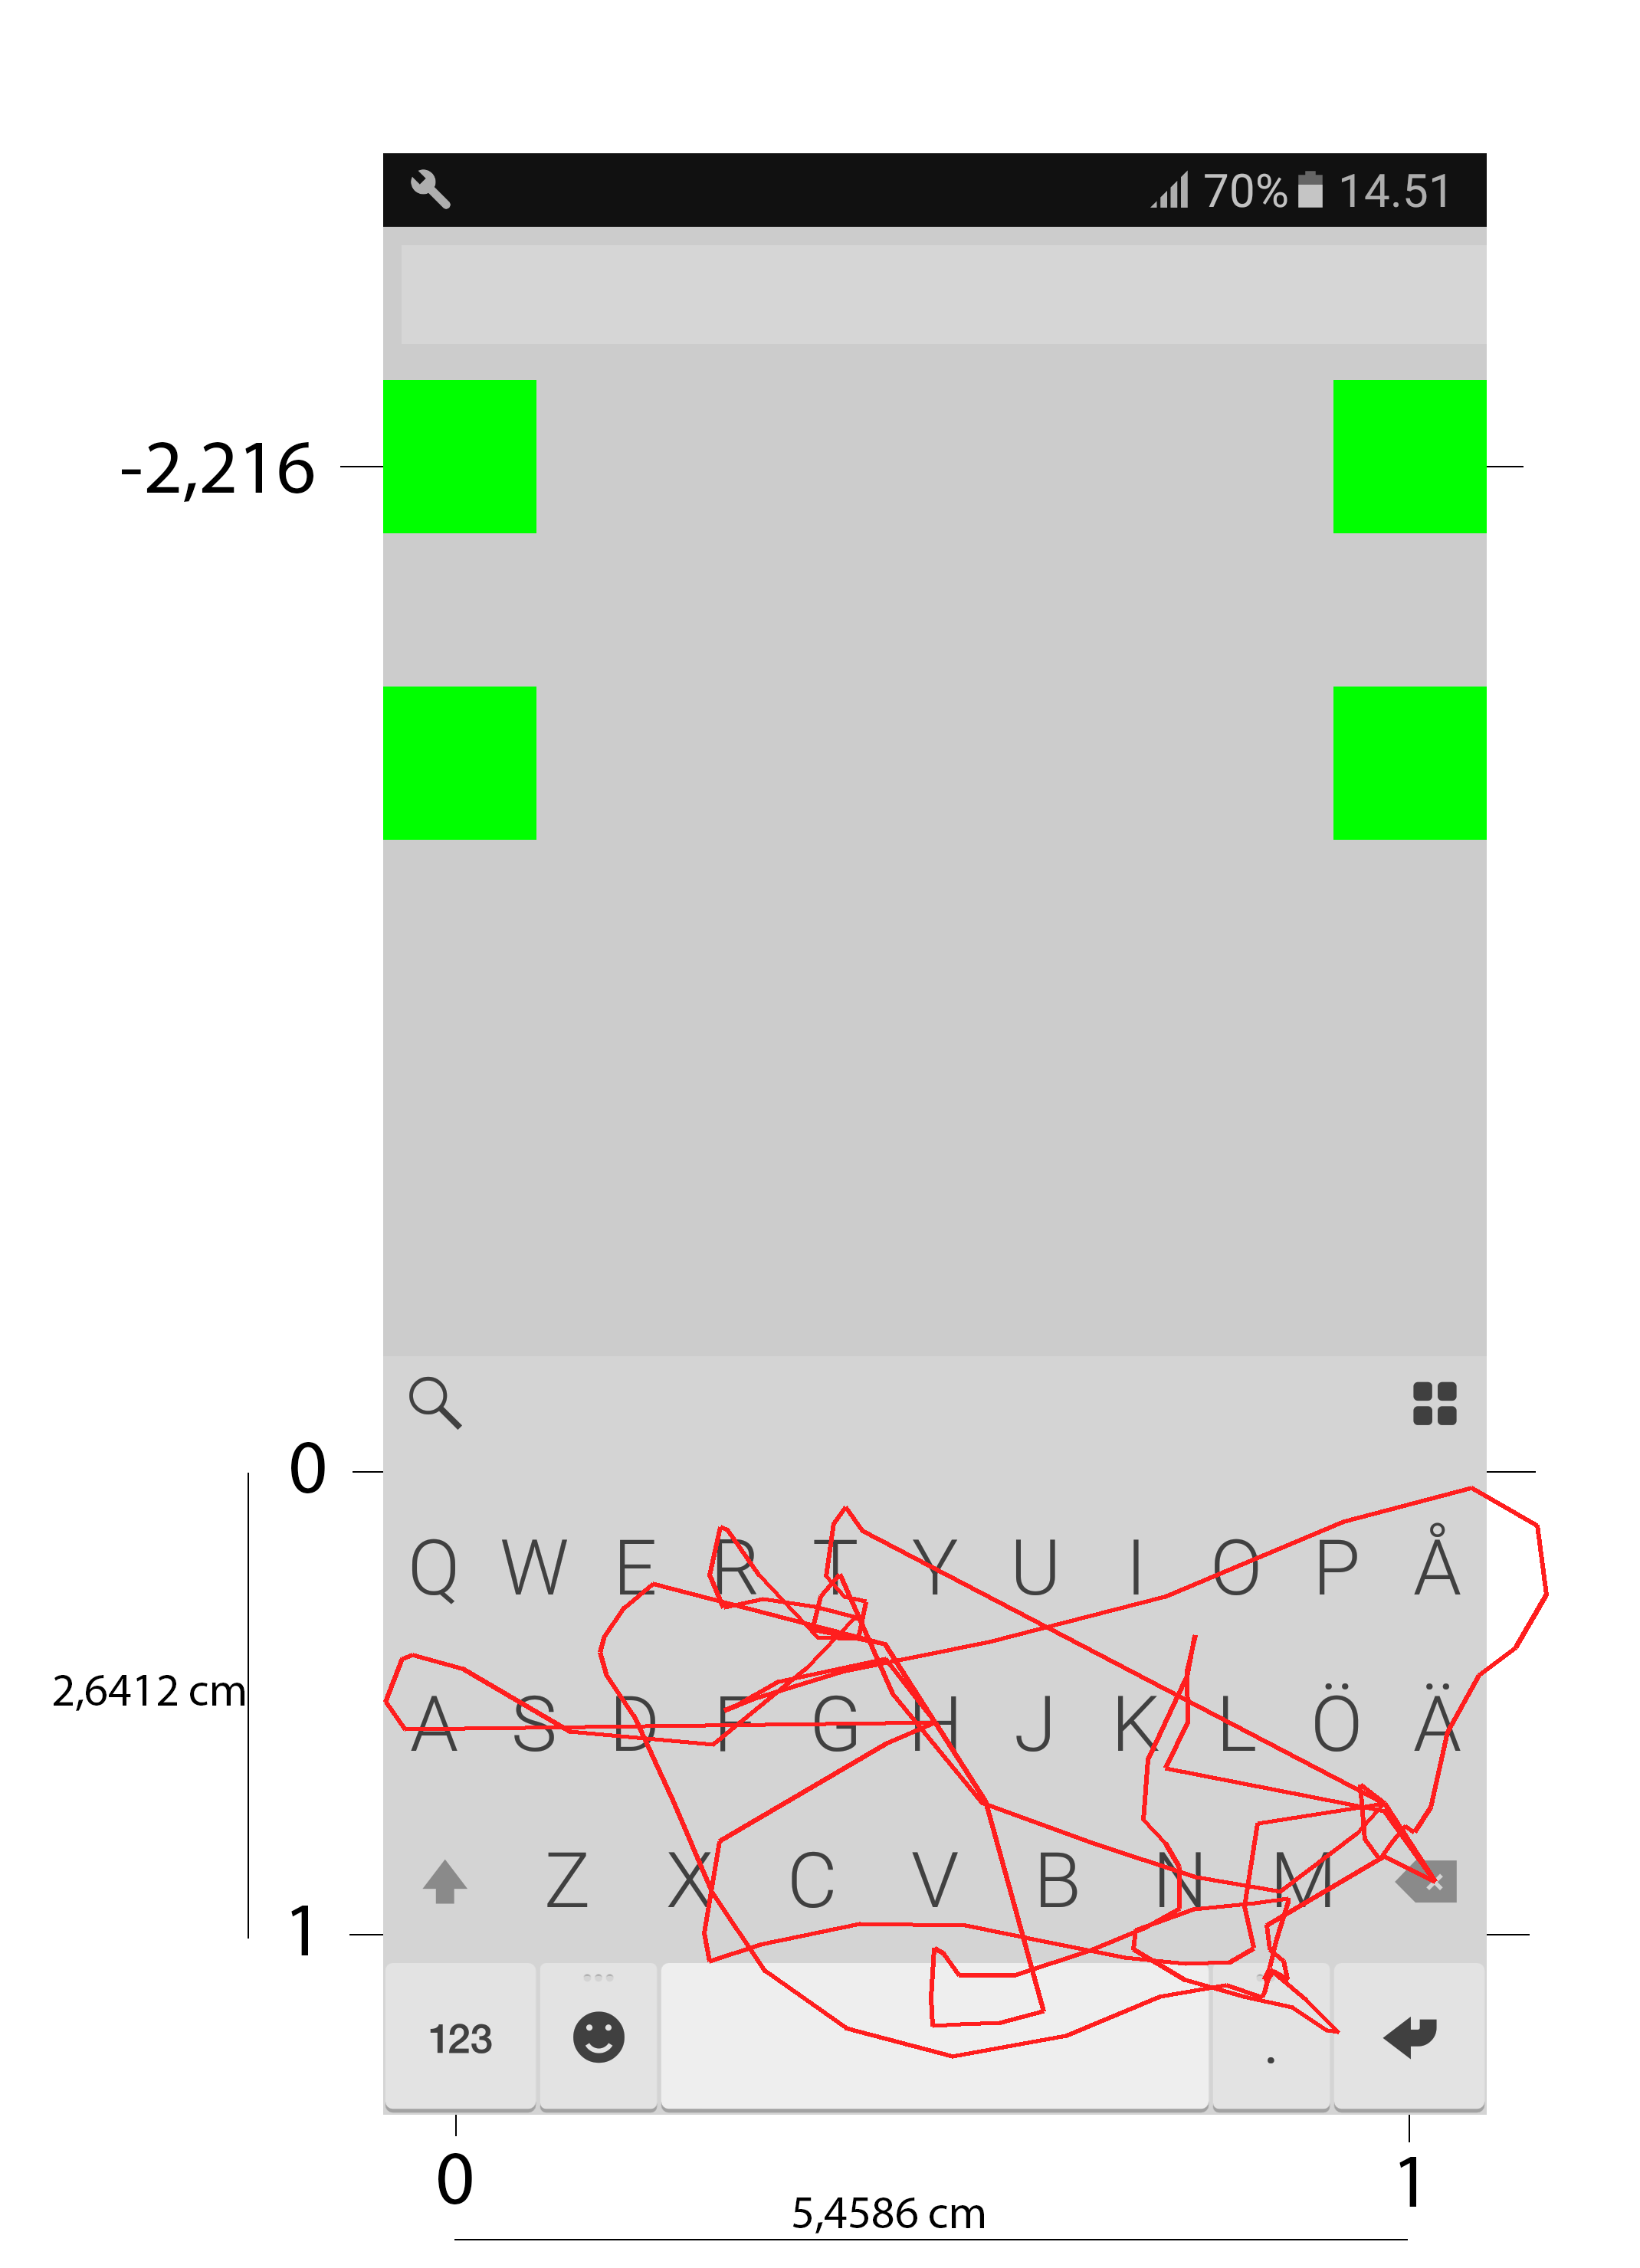 70% 14.51
-2,216
0
Q W E R T Y U I O P Å
2,6412 cm
A S D F G H J K L Ö Ä
Z X C V B N M
1
123 .
0 1
5,4586 cm